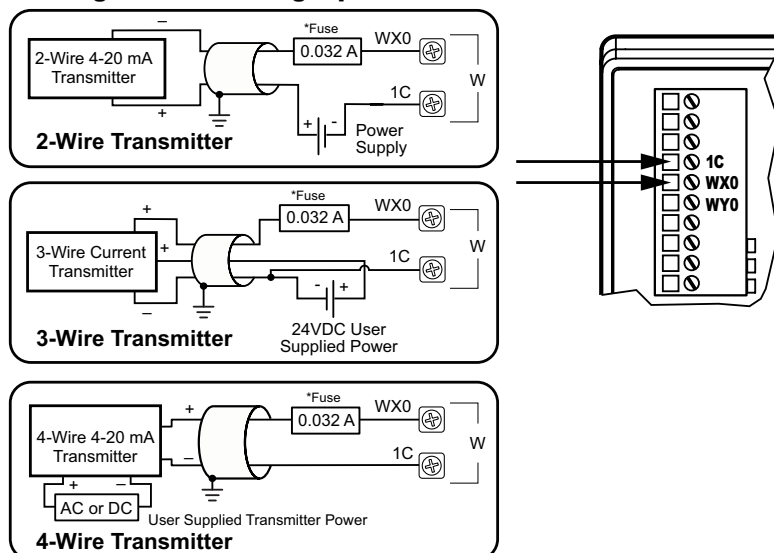 *Fuse
2-Wire 4-20 mA
Transmitter
–
+
0.032 A
WX0
1C
W
+ -
Power
Supply
2-Wire Transmitter
*Fuse
3-Wire Current
Transmitter
+
+
–
0.032 A
WX0
1C
W
- +
24VDC User
Supplied Power
3-Wire Transmitter
*Fuse
4-Wire 4-20 mA
Transmitter
+
–
0.032 A
WX0
1C
W
+ –
AC or DC
User Supplied Transmitter Power
4-Wire Transmitter
1C
WX0
WY0